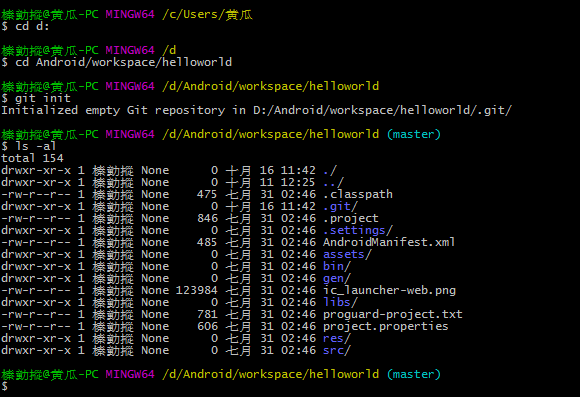 榛勭摐@黄瓜-PC MINGW64 /c/Users/黄瓜
$ cd d:
榛勭摐@黄瓜-PC MINGW64 /d
$ cd Android/workspace/helloworld
榛勭摐@黄瓜-PC MINGW64 /d/Android/workspace/helloworld
$ git init
Initialized empty Git repository in D:/Android/workspace/helloworld/.git/
榛勭摐@黄瓜-PC MINGW64 /d/Android/workspace/helloworld (master)
$ ls -al
total 154
drwxr-xr-x 1 榛勭摐 None 0 十月 16 11:42 ./
drwxr-xr-x 1 榛勭摐 None 0 十月 11 12:25 ../
-rw-r--r-- 1 榛勭摐 None 475 七月 31 02:46 .classpath
drwxr-xr-x 1 榛勭摐 None 0 十月 16 11:42 .git/
-rw-r--r-- 1 榛勭摐 None 846 七月 31 02:46 .project
drwxr-xr-x 1 榛勭摐 None 0 七月 31 02:46 .settings/
-rw-r--r-- 1 榛勭摐 None 485 七月 31 02:46 AndroidManifest.xml
drwxr-xr-x 1 榛勭摐 None 0 七月 31 02:46 assets/
drwxr-xr-x 1 榛勭摐 None 0 七月 31 02:46 bin/
drwxr-xr-x 1 榛勭摐 None 0 七月 31 02:46 gen/
-rw-r--r-- 1 榛勭摐 None 123984 七月 31 02:46 ic_launcher-web.png
drwxr-xr-x 1 榛勭摐 None 0 七月 31 02:46 libs/
-rw-r--r-- 1 榛勭摐 None 781 七月 31 02:46 proguard-project.txt
-rw-r--r-- 1 榛勭摐 None 606 七月 31 02:46 project.properties
drwxr-xr-x 1 榛勭摐 None 0 七月 31 02:46 res/
drwxr-xr-x 1 榛勭摐 None 0 七月 31 02:46 src/
榛勭摐@黄瓜-PC MINGW64 /d/Android/workspace/helloworld (master)
$